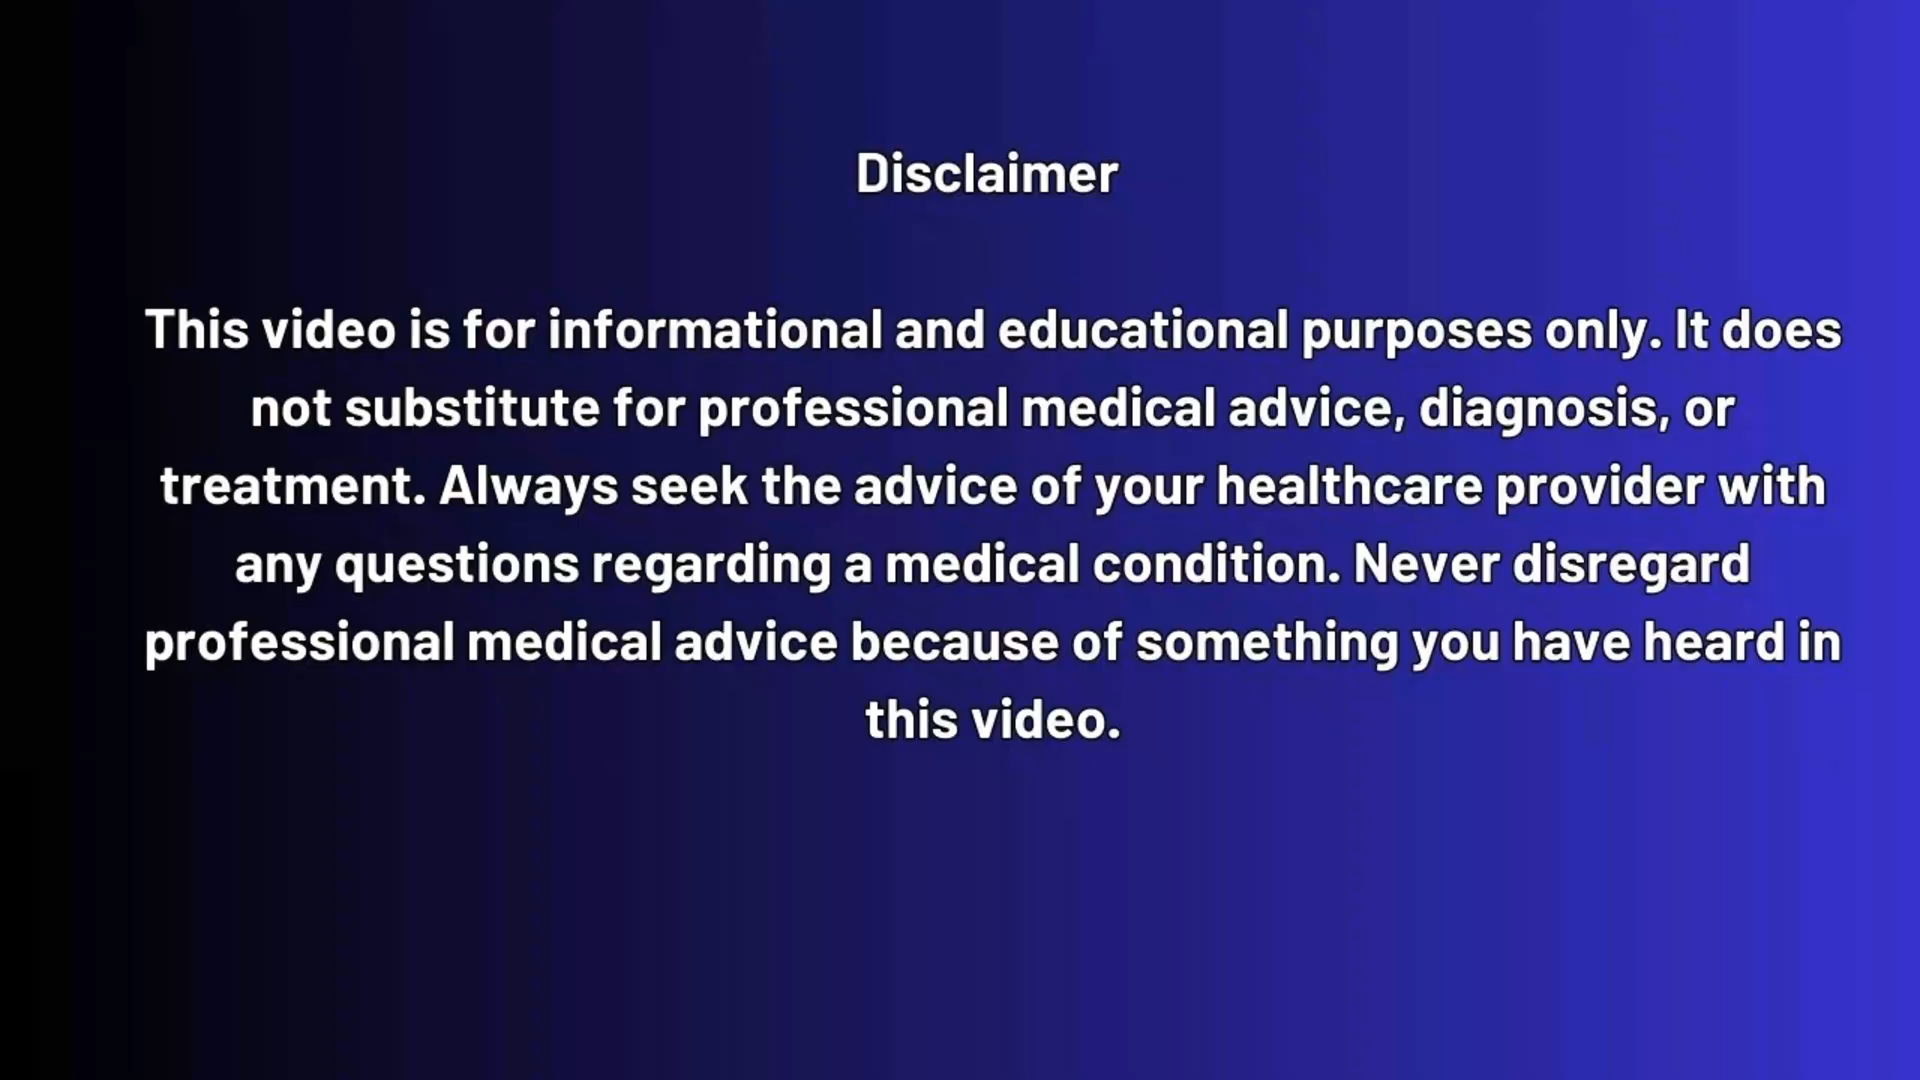 Disclaimer
This video is for informational and educational purposes only. It does
not substitute for professional medical advice, diagnosis, or
treatment. Always seek the advice of your healthcare provider with
any questions regarding a medical condition. Never disregard
professional medical advice because of something you have heard in
this video.